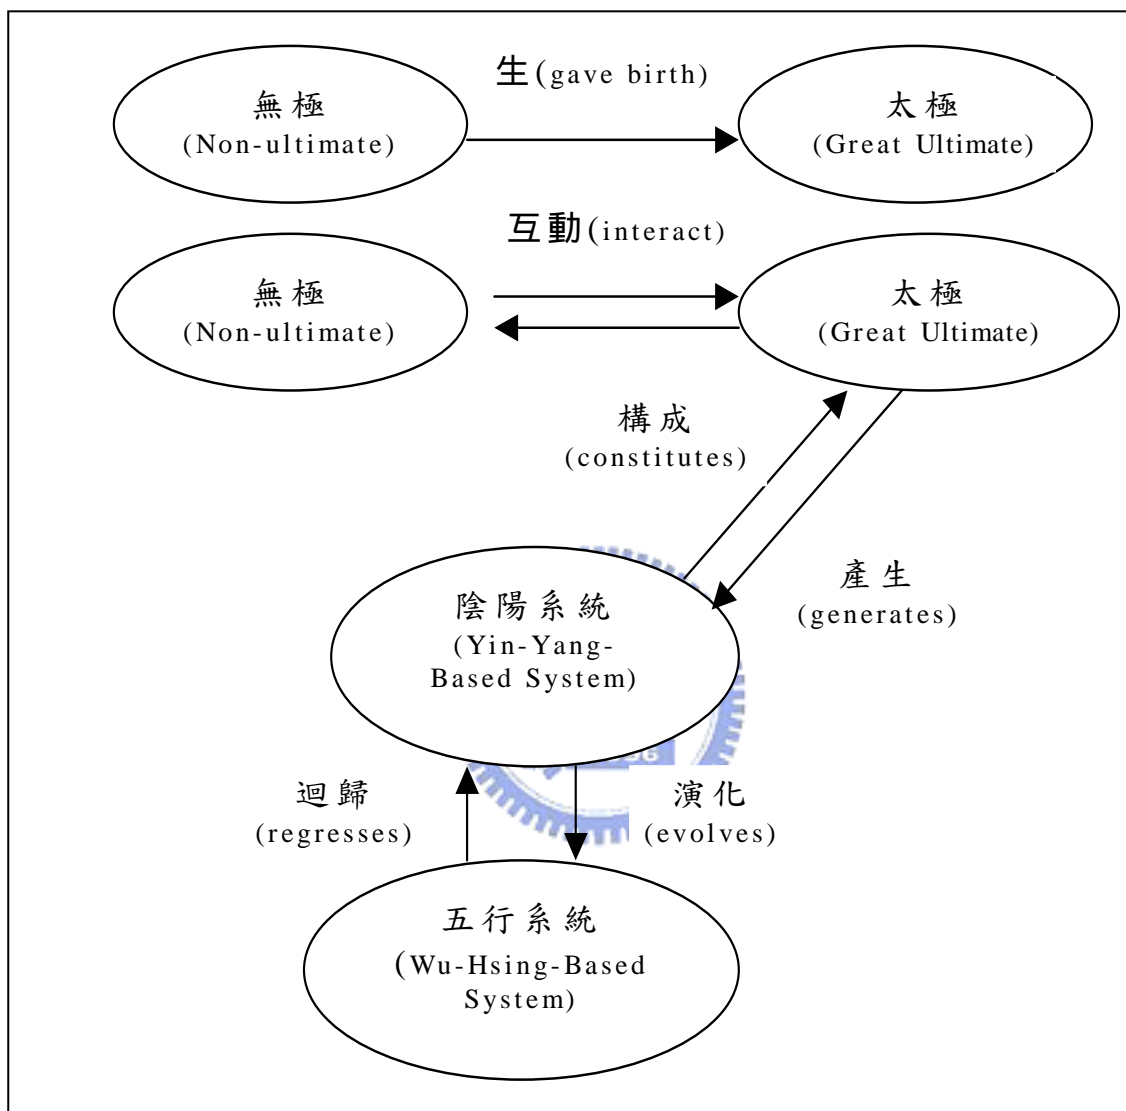 生(gave birth)
無極
(Non-ultimate)
太極
(Great Ultimate)
互動(interact)
無極
(Non-ultimate)
太極
(Great Ultimate)
構成
(constitutes)
產生
(generates)
陰陽系統
(Yin-Yang-
Based System)
迴歸
(regresses)
演化
(evolves)
五行系統
(Wu-Hsing-Based
System)